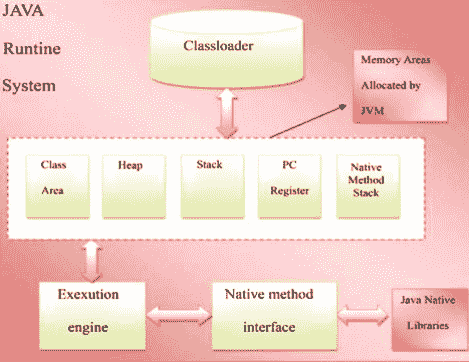 JAVA
Runtime
System
Classloader
Memory Areas
Allocated by
JVM
Class
Area
Heap
Stack
PC
Register
Native
Method
Stack
Exexution
engine
Native method
interface
Java Native
Libraries